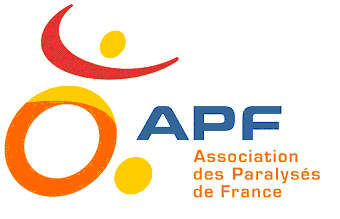 APF
Association
des Paralysés
de France